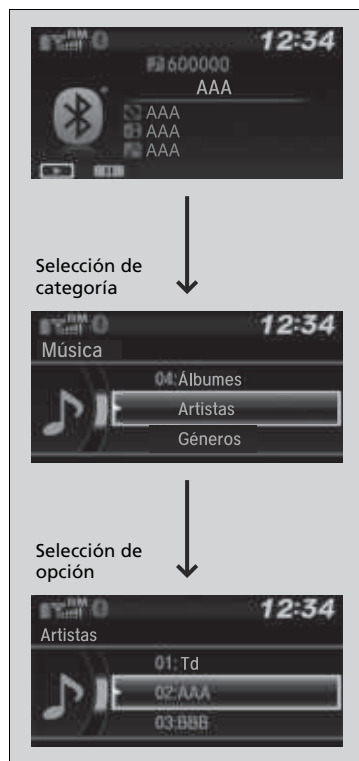 12:34
600000
AAA
AAA
AAA
AAA
Selección de
categoría
12:34
Música
04:Álbumes
Artistas
Géneros
Selección de
opción
12:34
Artistas
01:Td
02:AAA
03:BBB